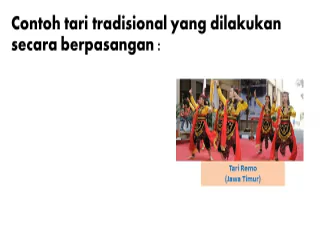 Contoh tari tradisional yang dilakukan
secara berpasangan :
Tari Remo
(Jawa Timur)